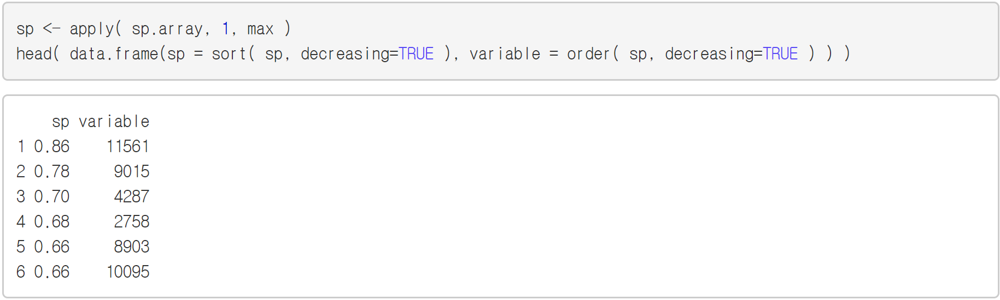 sp <- apply( sp.array, 1, max )
head( data.frame(sp = sort( sp, decreasing=TRUE ), variable = order( sp, decreasing=TRUE ) ) )
sp variable
1 0.86 11561
2 0.78 9015
3 0.70 4287
4 0.68 2758
5 0.66 8903
6 0.66 10095